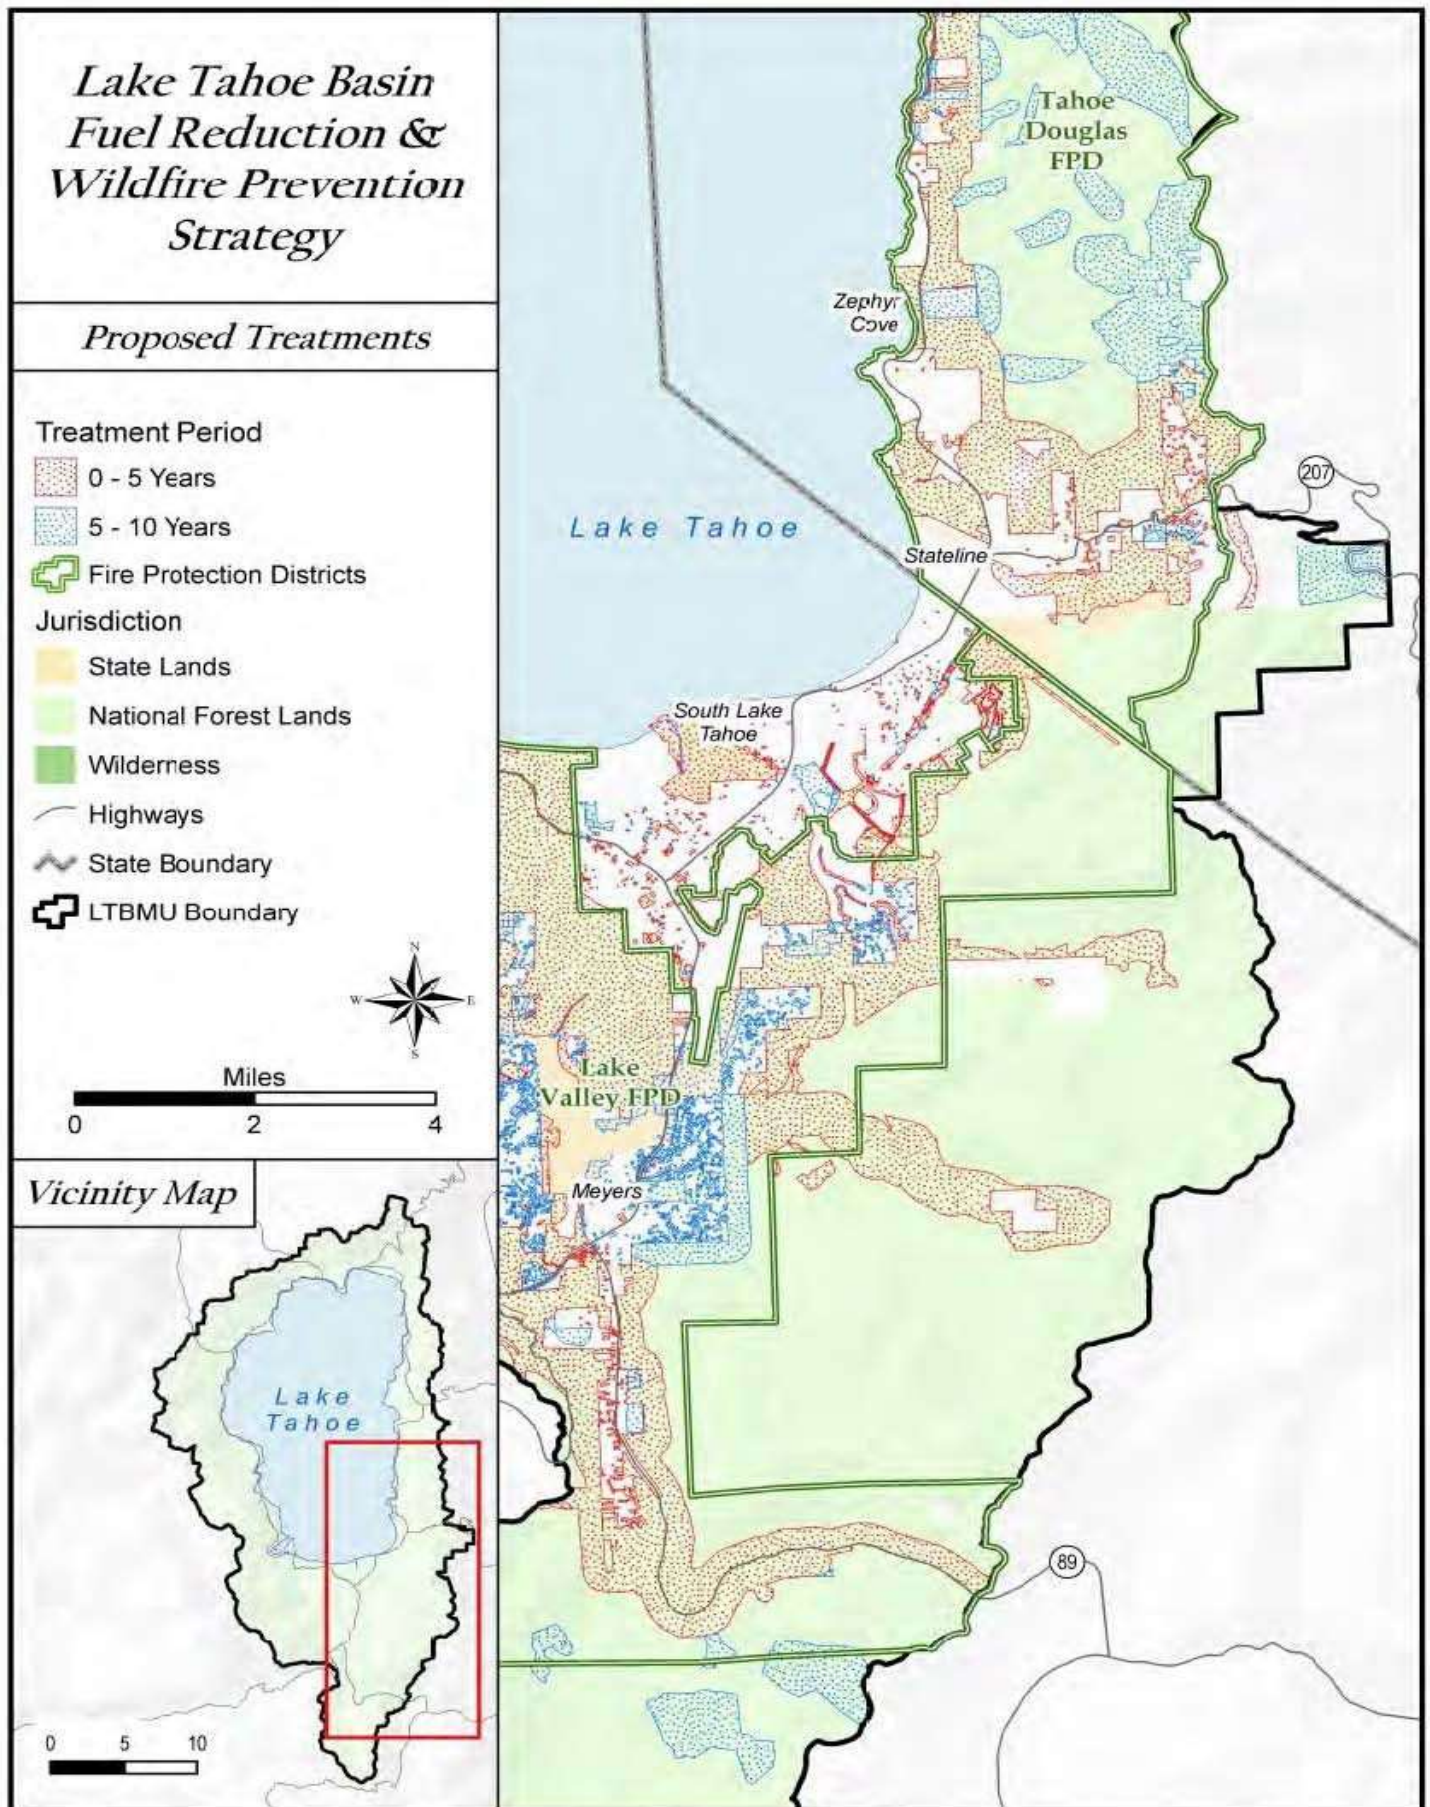 Lake Tahoe Basin
Fuel Reduction &
Wildfire Prevention
Strategy
Proposed Treatments
Treatment Period
0 - 5 Years
5 - 10 Years
Fire Protection Districts
Jurisdiction
State Lands
National Forest Lands
Wilderness
Highways
State Boundary
LTBMU Boundary
N
W
E
S
Miles
0
2
4
Vicinity Map
Lake
Tahoe
0
5
10
Tahoe
Douglas
FPD
Zephyr
Cove
207
Lake Tahoe
Stateline
South Lake
Tahoe
Lake
Valley FPD
Meyers
89